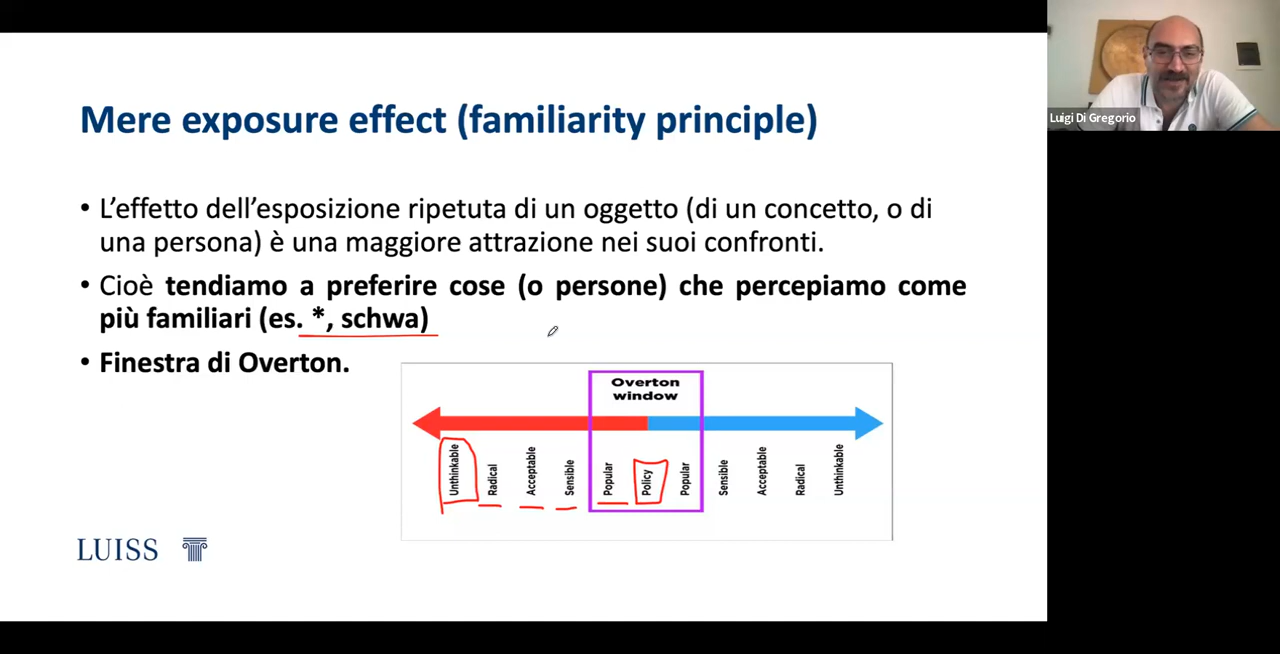 Mere exposure effect (familiarity principle)
Luigi Di Gregorio
• L'effetto dell'esposizione ripetuta di un oggetto (di un concetto, o di
una persona) è una maggiore attrazione nei suoi confronti.
• Cioè tendiamo a preferire cose (o persone) che percepiamo come
più familiari (es. *, schwa)
• Finestra di Overton.
Overton
window
Unthinkable
Radical
Acceptable
Sensible
Popular
Policy
Popular
Sensible
Acceptable
Radical
Unthinkable
LUISS